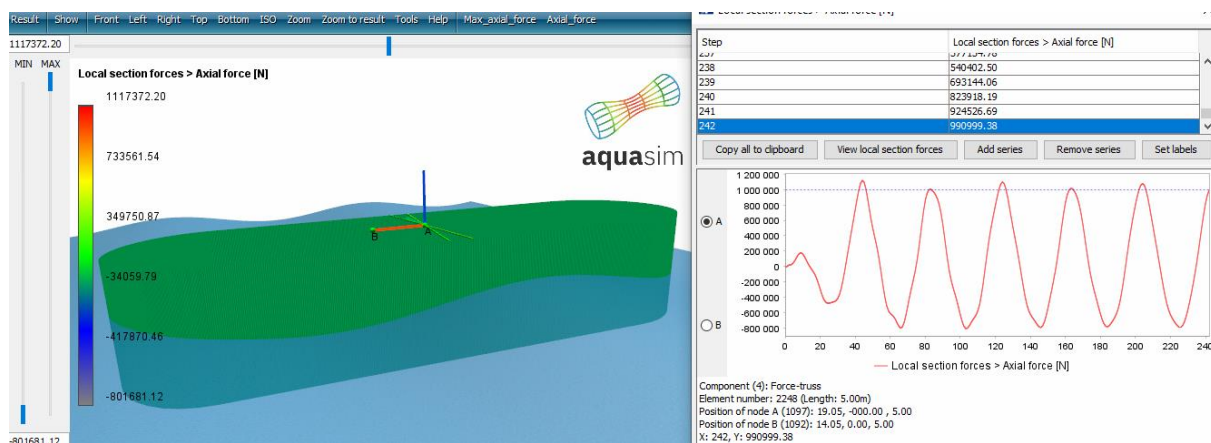 Result Show Front Left Right Top Bottom ISO Zoom Zoom to result Tools Help Max_axial_force Axial_force
1117372.20
MIN MAX
Local section forces > Axial force [N]
1117372.20
733561.54
349750.87
-34059.79
-417870.46
-801681.12
aquasim
B
A
-801681.12
Step Local section forces > Axial force [N]
238 540402.50
239 693144.06
240 823918.19
241 924526.69
242 990999.38
Copy all to clipboard View local section forces Add series Remove series Set labels
A
B
1 200 000
1 000 000
800 000
600 000
400 000
200 000
0
-200 000
-400 000
-600 000
-800 000
0 20 40 60 80 100 120 140 160 180 200 220 240
Local section forces > Axial force [N]
Component (4): Force-truss
Element number: 2248 (Length: 5.00m)
Position of node A (1097): 19.05, -000.00 , 5.00
Position of node B (1092): 14.05, 0.00, 5.00
X: 242, Y: 990999.38